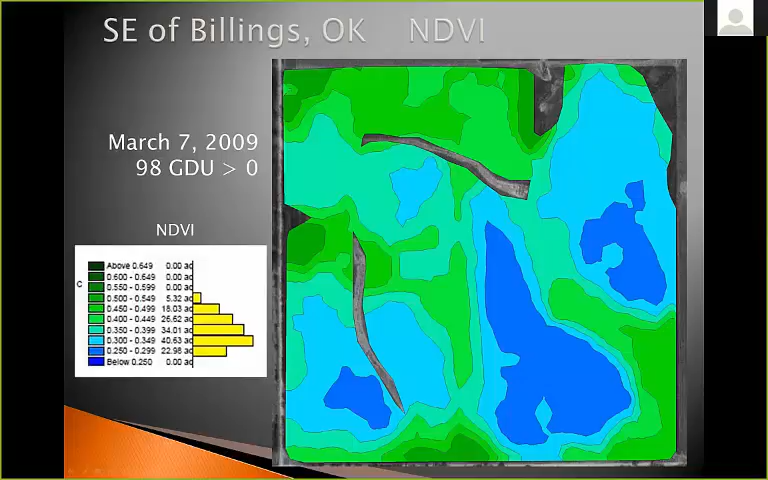 SE of Billings, OK NDVI
March 7, 2009
98 GDU > 0
NDVI
C
Above 0.649 0.00 ac
0.600 - 0.649 0.00 ac
0.550 - 0.599 0.00 ac
0.500 - 0.549 5.32 ac
0.450 - 0.499 18.03 ac
0.400 - 0.449 26.62 ac
0.350 - 0.399 34.01 ac
0.300 - 0.349 40.63 ac
0.250 - 0.299 22.98 ac
Below 0.250 0.00 ac